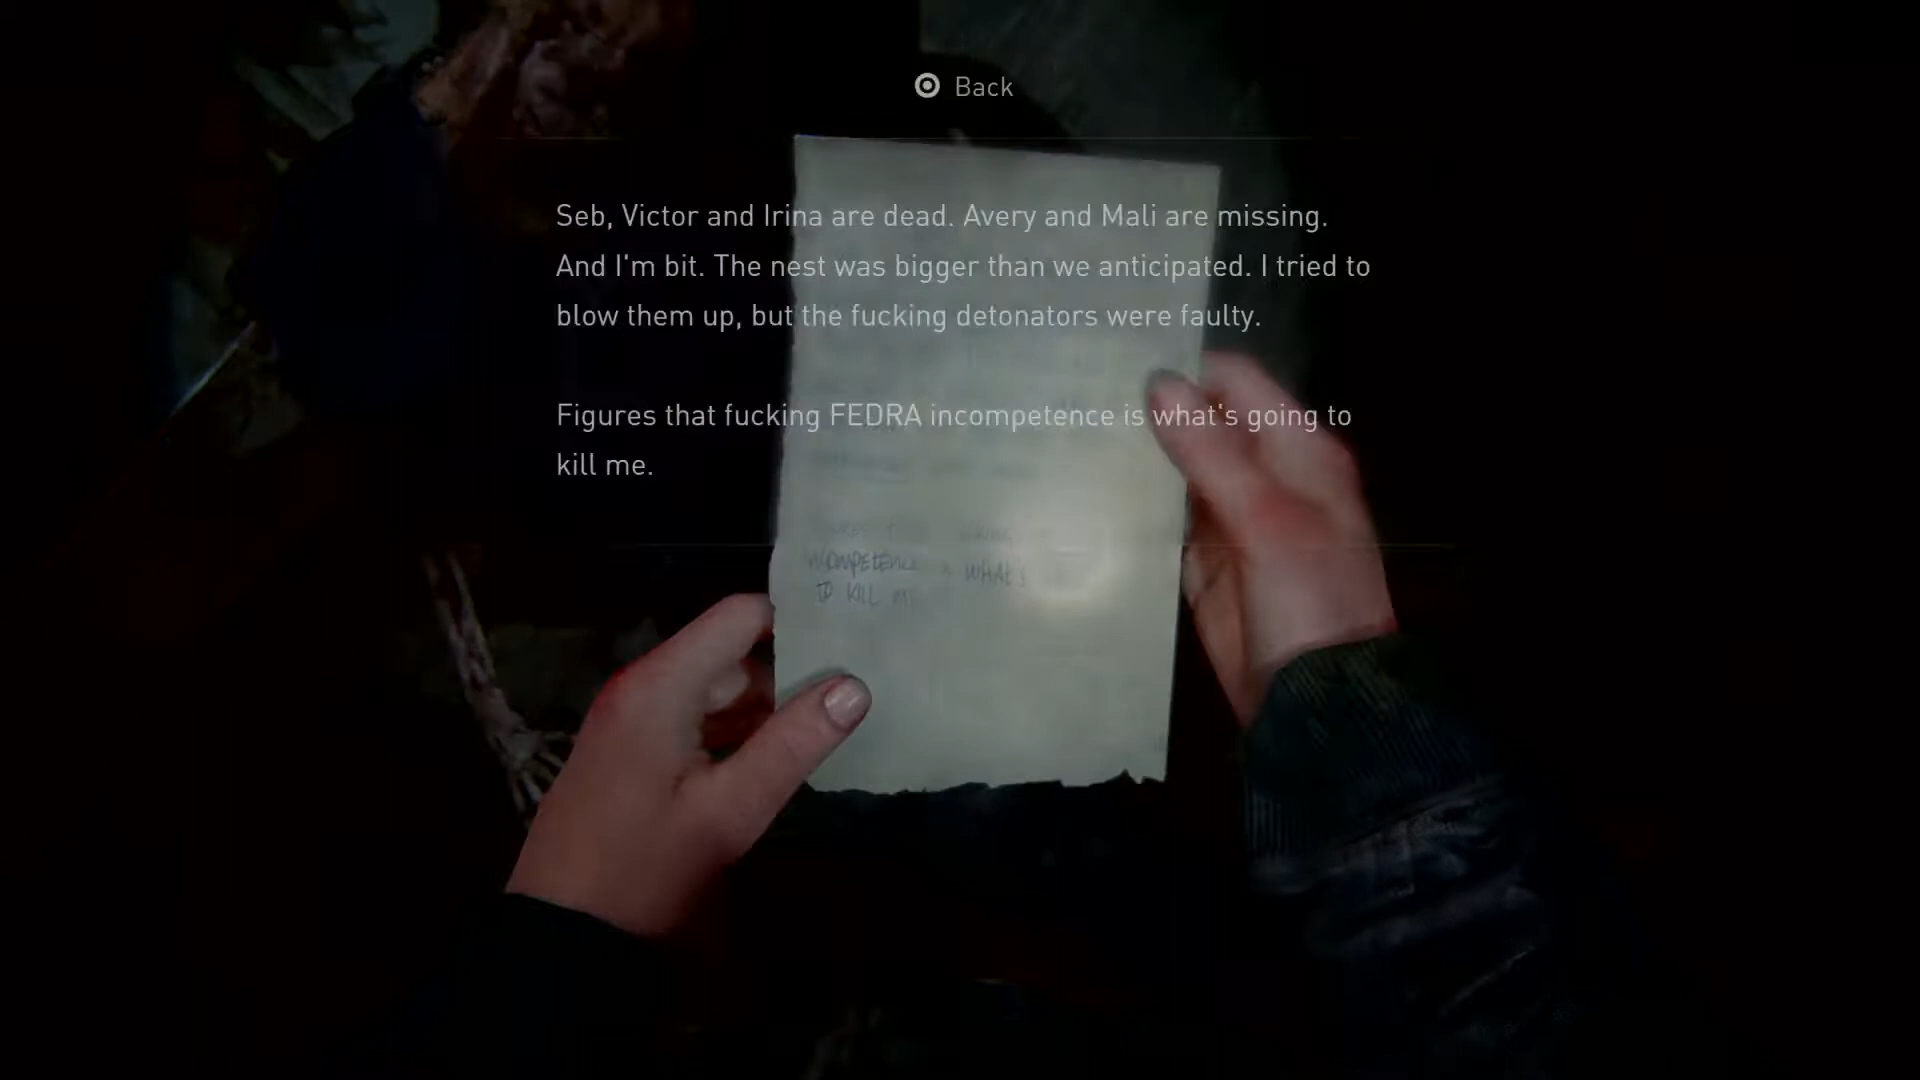 Back
Seb, Victor and Irina are dead. Avery and Mali are missing.
And I'm bit. The nest was bigger than we anticipated. I tried to
blow them up, but the fucking detonators were faulty.
Figures that fucking FEDRA incompetence is what's going to
kill me.
INCOMPETENCE WHAT'S
TO KILL ME